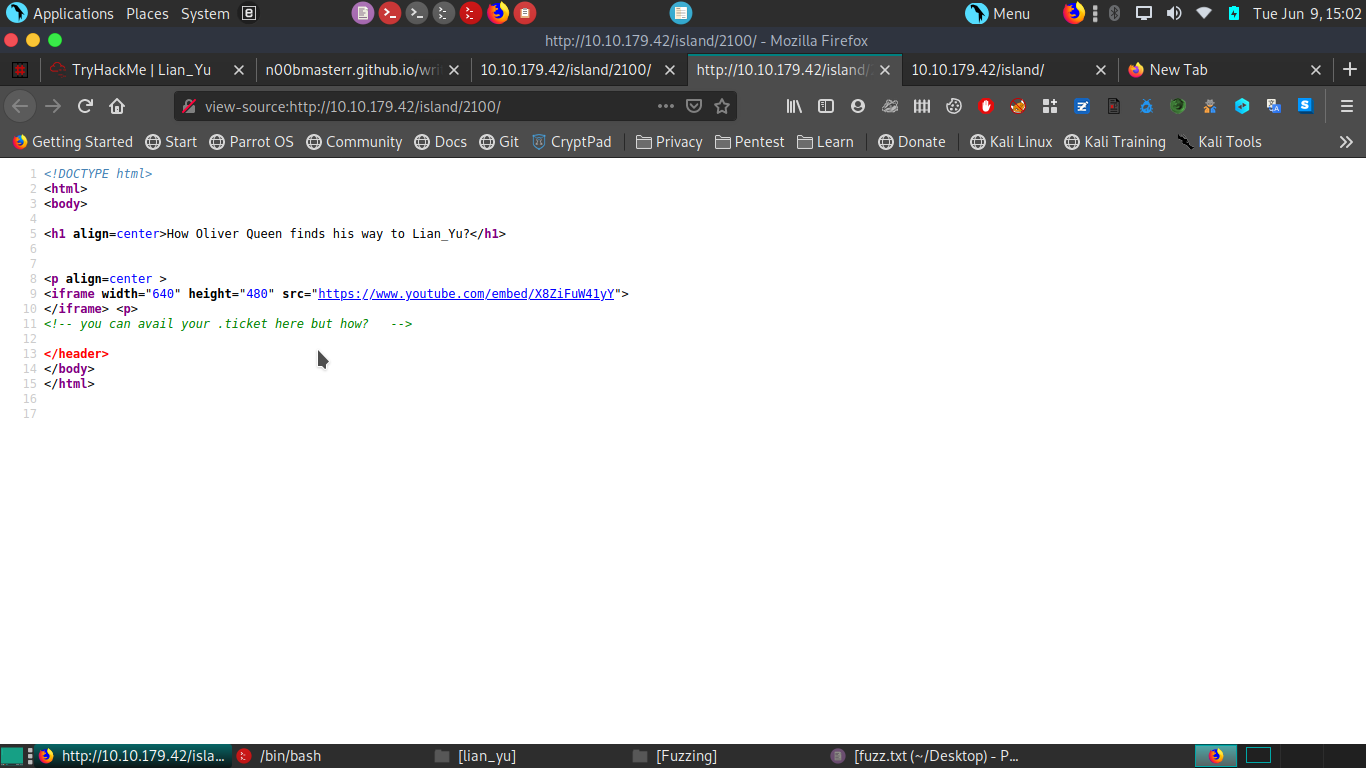 Applications Places System Menu Tue Jun 9, 15:02
http://10.10.179.42/island/2100/ - Mozilla Firefox
TryHackMe | Lian_Yu n00bmasterr.github.io/wri 10.10.179.42/island/2100/ http://10.10.179.42/island/ 10.10.179.42/island/ New Tab
view-source:http://10.10.179.42/island/2100/
Getting Started Start Parrot OS Community Docs Git CryptPad Privacy Pentest Learn Donate Kali Linux Kali Training Kali Tools
1 <!DOCTYPE html>
2 <html>
3 <body>
4
5 <h1 align=center>How Oliver Queen finds his way to Lian_Yu?</h1>
6
7
8 <p align=center >
9 <iframe width="640" height="480" src="https://www.youtube.com/embed/X8ZiFuW41yY">
10 </iframe> <p>
11 <!-- you can avail your .ticket here but how?   -->
12
13 </header>
14 </body>
15 </html>
16
17
http://10.10.179.42/isla... /bin/bash [lian_yu] [Fuzzing] [fuzz.txt (~/Desktop) - P...